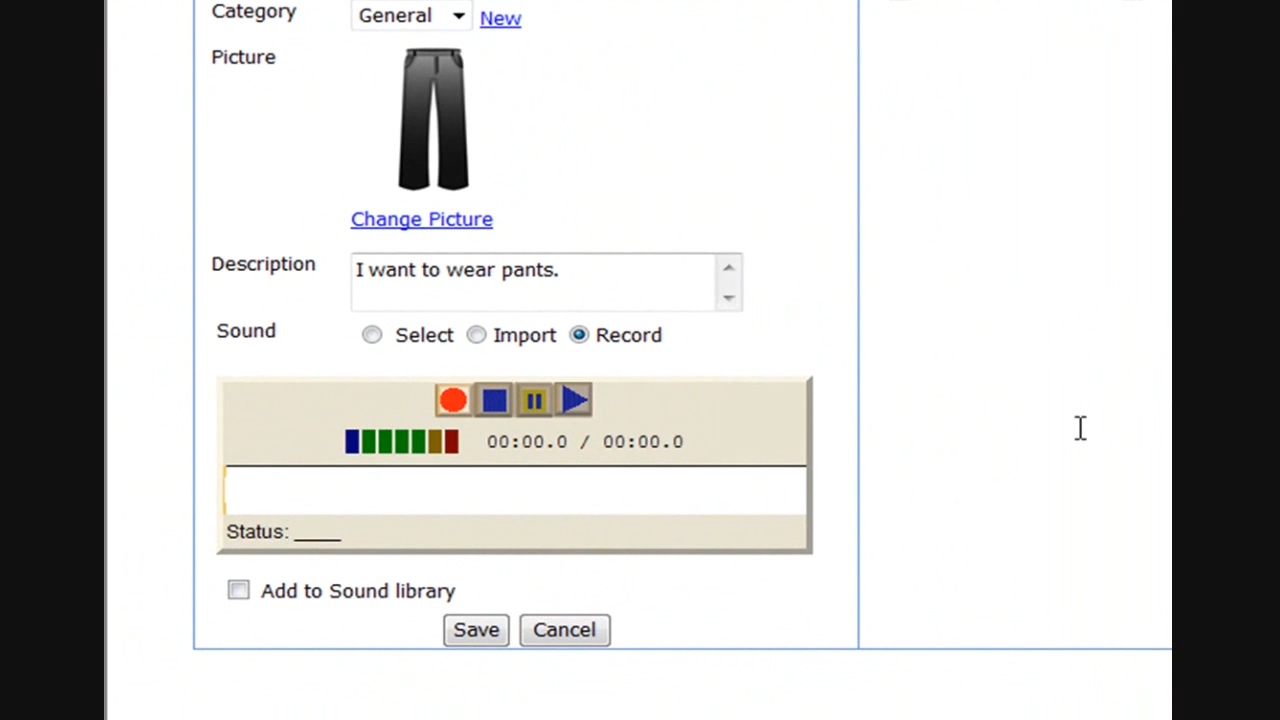 Category General New
Picture
Change Picture
Description I want to wear pants.
Sound Select Import Record
00:00.0 / 00:00.0
Status: ____
Add to Sound library
Save Cancel